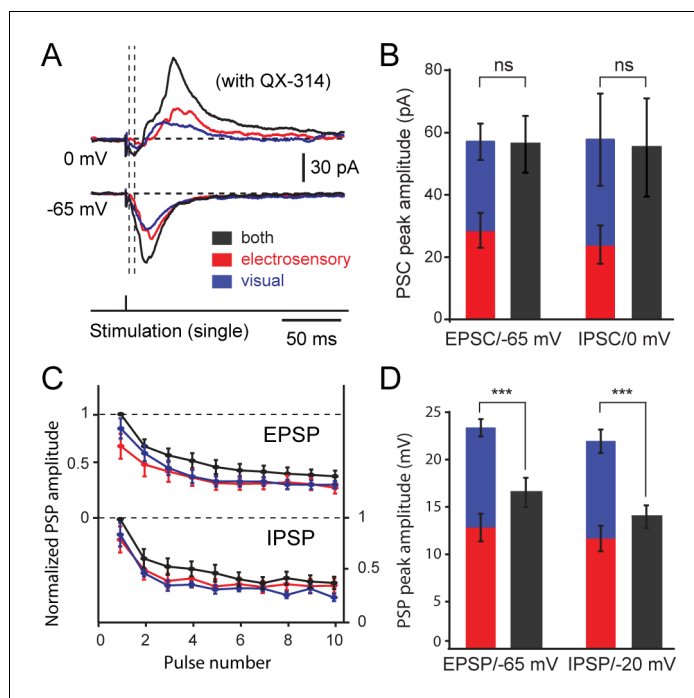 A
(with QX-314)
0 mV
30 pA
-65 mV
both
electrosensory
visual
Stimulation (single)
50 ms
B
ns
ns
PSC peak amplitude (pA)
80
60
40
20
0
EPSC/-65 mV
IPSC/0 mV
C
Normalized PSP amplitude
1
EPSP
0.5
0
IPSP
1
0.5
0
0
2
4
6
8
10
Pulse number
D
***
***
PSP peak amplitude (mV)
25
20
15
10
5
0
EPSP/-65 mV
IPSP/-20 mV